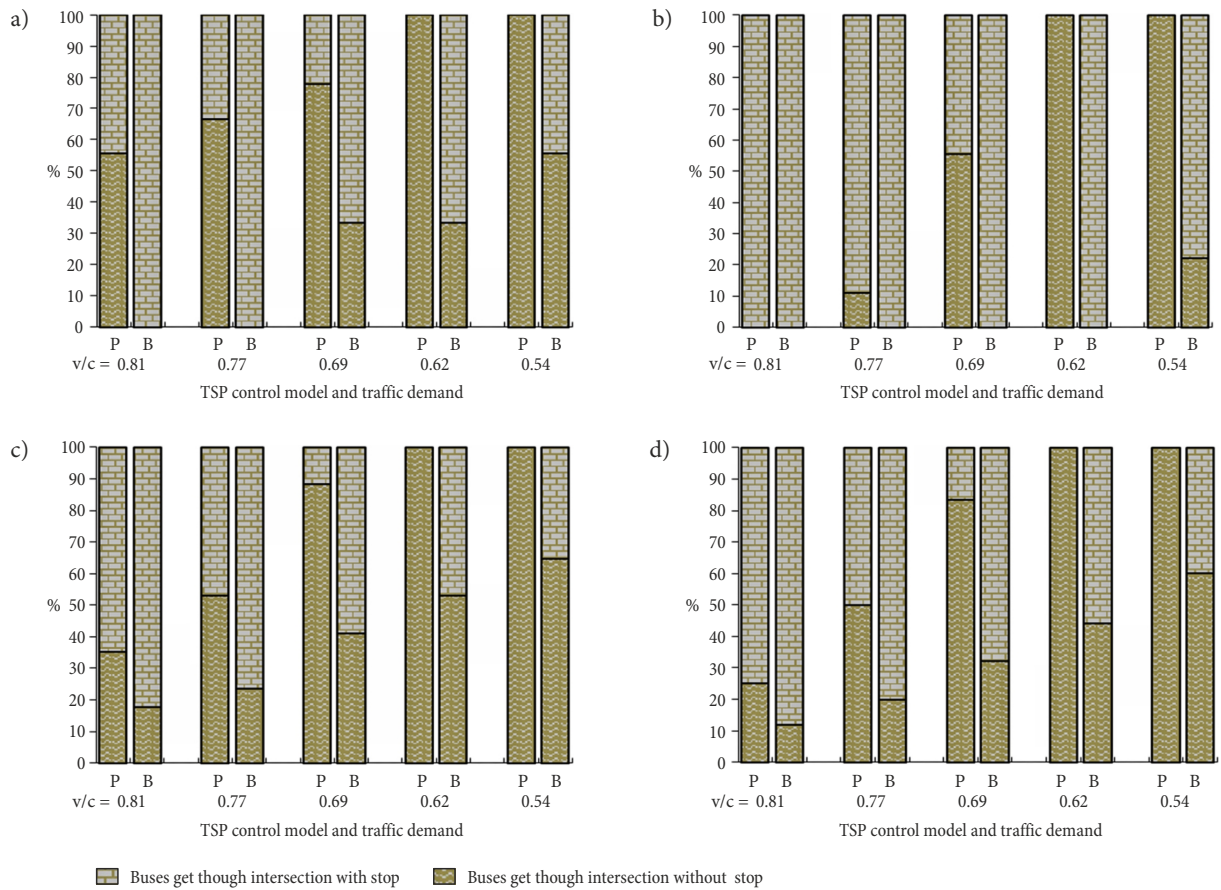 a)
100
90
80
70
60
%
50
40
30
20
10
0
P B P B P B P B P B
v/c = 0.81 0.77 0.69 0.62 0.54
TSP control model and traffic demand
b)
100
90
80
70
60
%
50
40
30
20
10
0
P B P B P B P B P B
v/c = 0.81 0.77 0.69 0.62 0.54
TSP control model and traffic demand
c)
100
90
80
70
60
%
50
40
30
20
10
0
P B P B P B P B P B
v/c = 0.81 0.77 0.69 0.62 0.54
TSP control model and traffic demand
d)
100
90
80
70
60
%
50
40
30
20
10
0
P B P B P B P B P B
v/c = 0.81 0.77 0.69 0.62 0.54
TSP control model and traffic demand
Buses get though intersection with stop Buses get though intersection without stop